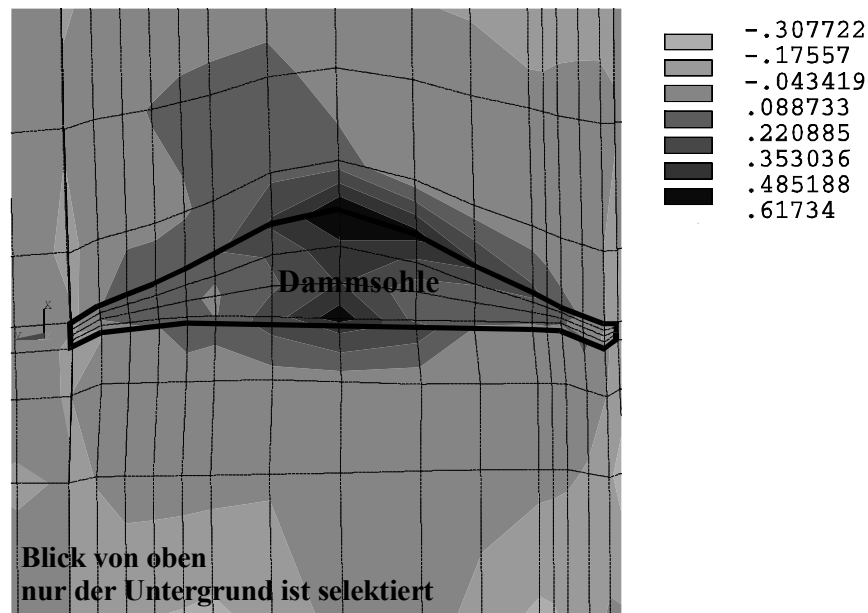 -.307722
-.17557
-.043419
.088733
.220885
.353036
.485188
.61734
Dammsohle
X
Blick von oben
nur der Untergrund ist selektiert